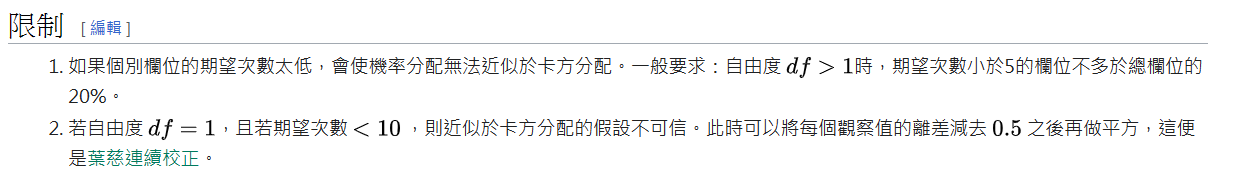 限制 [編輯]
1. 如果個別欄位的期望次數太低，會使機率分配無法近似於卡方分配。一般要求：自由度 df > 1時，期望次數小於5的欄位不多於總欄位的
20%。
2. 若自由度 df = 1，且若期望次數 < 10 ，則近似於卡方分配的假設不可信。此時可以將每個觀察值的離差減去 0.5 之後再做平方，這便
是葉慈連續校正。